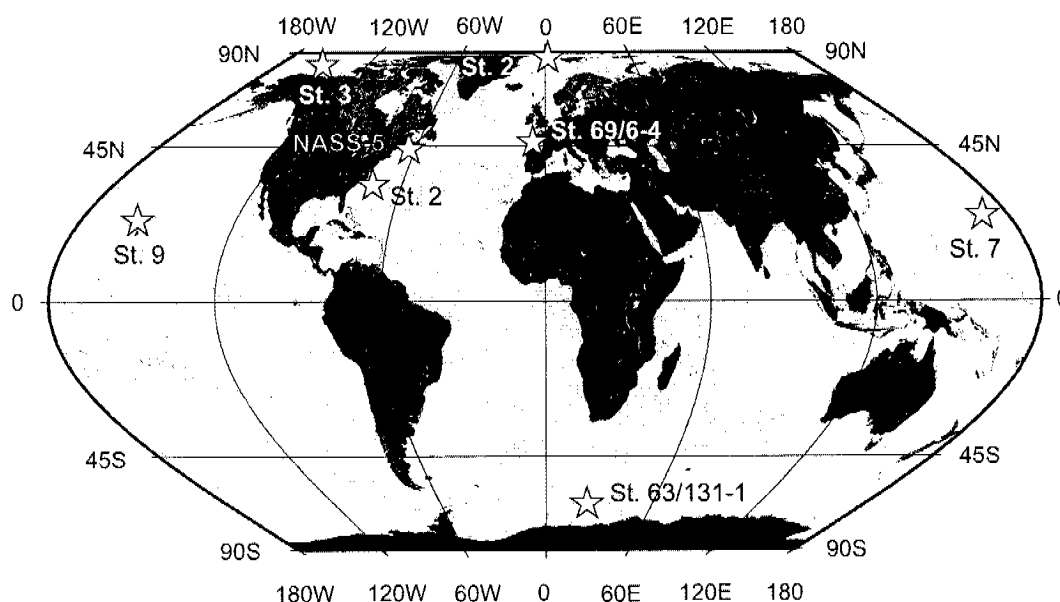 180W 120W 60W 0 60E 120E 180
90N 90N
St. 2
St. 3
St. 69/6-4
NASS-5
45N 45N
St. 2
St. 9 St. 7
0 0
45S 45S
St. 63/131-1
90S 90S
180W 120W 60W 0 60E 120E 180